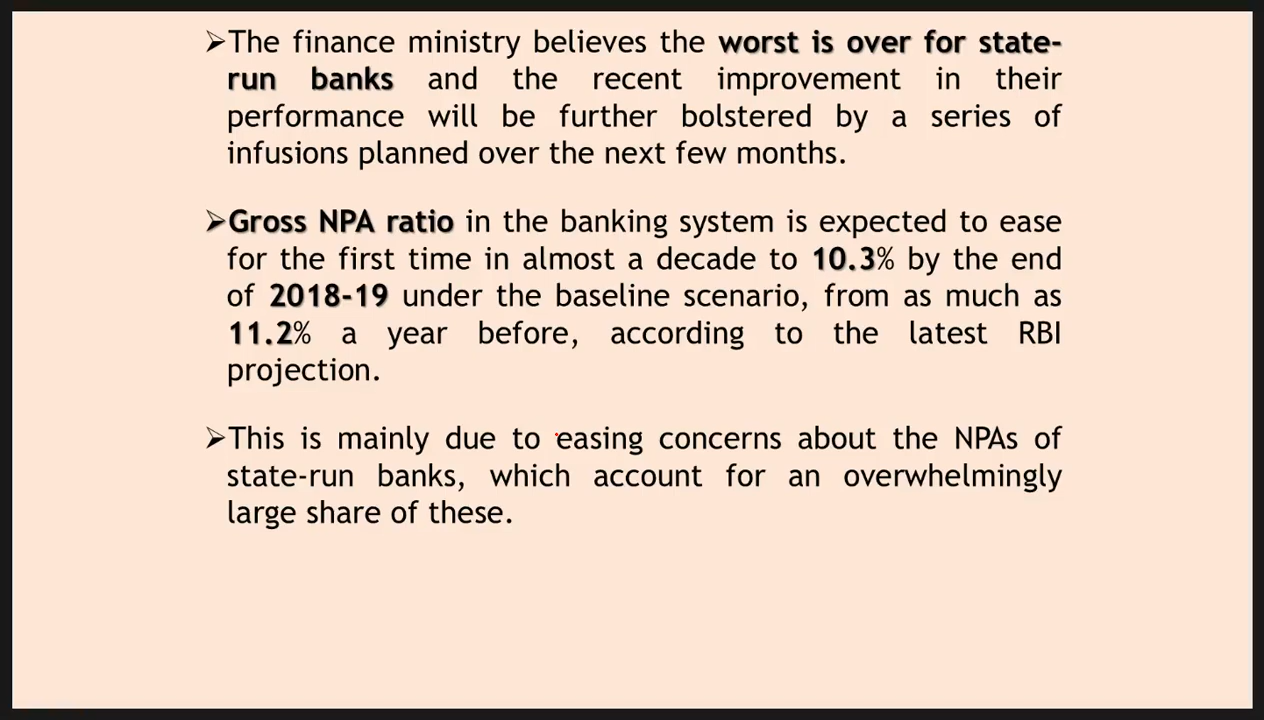 ➢The finance ministry believes the worst is over for state-
run banks and the recent improvement in their
performance will be further bolstered by a series of
infusions planned over the next few months.
➢Gross NPA ratio in the banking system is expected to ease
for the first time in almost a decade to 10.3% by the end
of 2018-19 under the baseline scenario, from as much as
11.2% a year before, according to the latest RBI
projection.
➢This is mainly due to easing concerns about the NPAs of
state-run banks, which account for an overwhelmingly
large share of these.